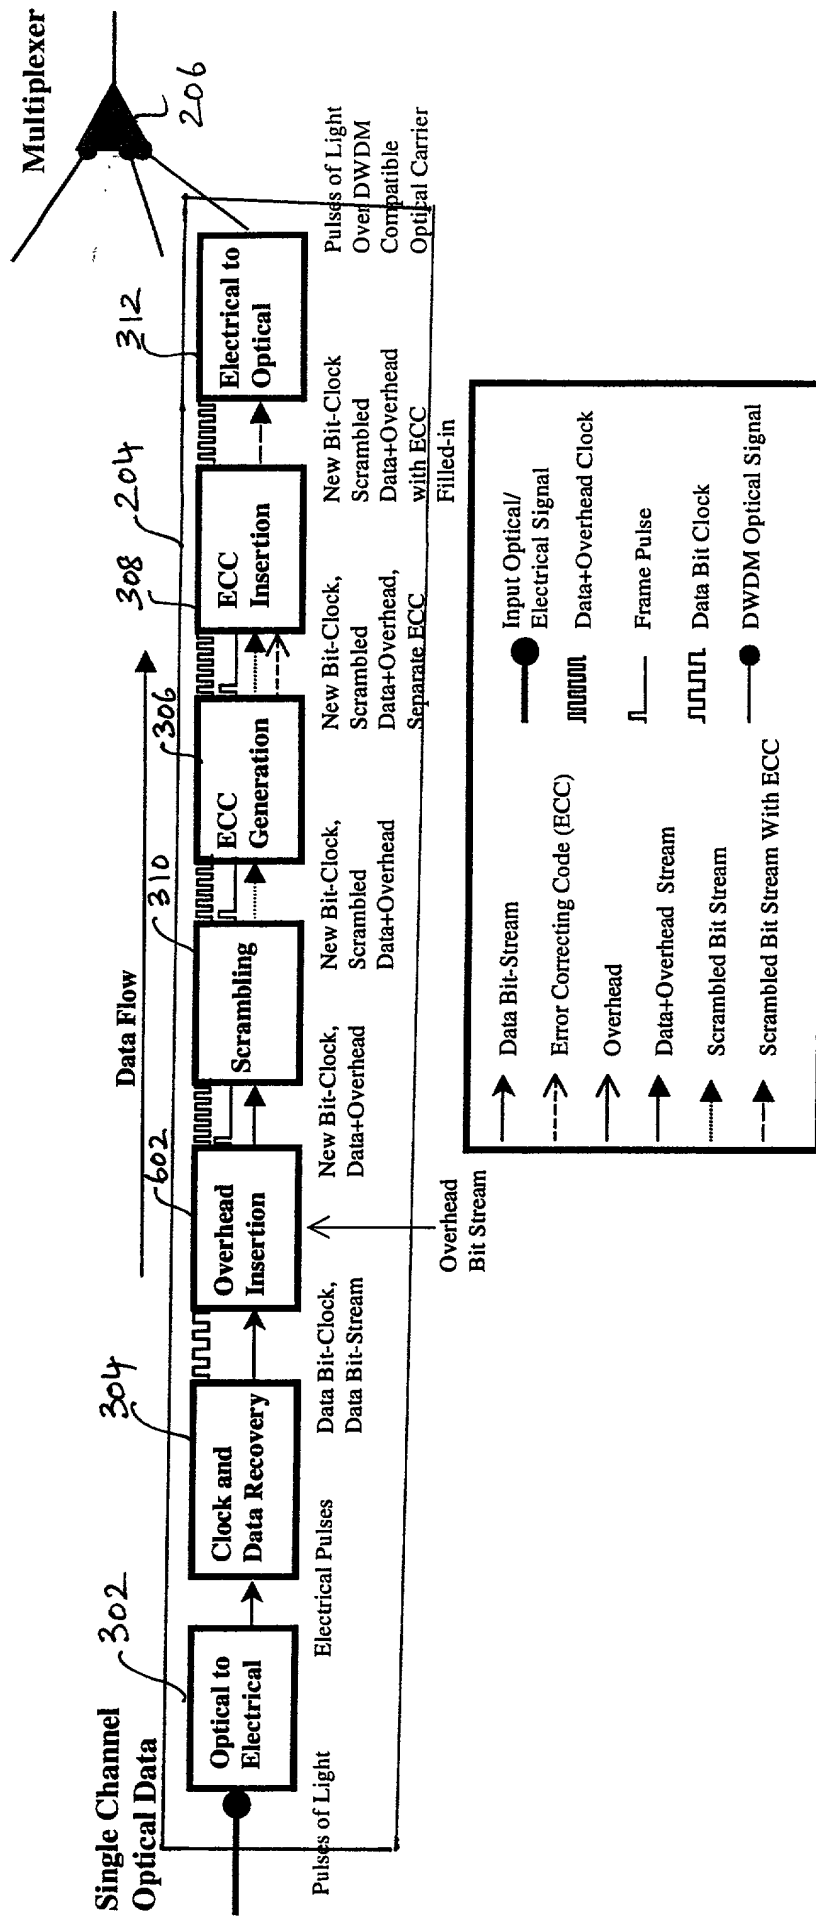 Multiplexer
206
Single Channel
Optical Data
Data Flow
302
304
602
310
306
308
204
312
Optical to
Electrical
Clock and
Data Recovery
Overhead
Insertion
Scrambling
ECC
Generation
ECC
Insertion
Electrical to
Optical
Pulses of Light
Electrical Pulses
Data Bit-Clock,
Data Bit-Stream
New Bit-Clock,
Data+Overhead
New Bit-Clock,
Scrambled
Data+Overhead
New Bit-Clock,
Scrambled
Data+Overhead,
Separate ECC
New Bit-Clock
Scrambled
Data+Overhead
with ECC
Filled-in
Pulses of Light
Over DWDM
Compatible
Optical Carrier
Overhead
Bit Stream
Data Bit-Stream
Error Correcting Code (ECC)
Overhead
Data+Overhead Stream
Scrambled Bit Stream
Scrambled Bit Stream With ECC
Input Optical/
Electrical Signal
Data+Overhead Clock
Frame Pulse
Data Bit Clock
DWDM Optical Signal